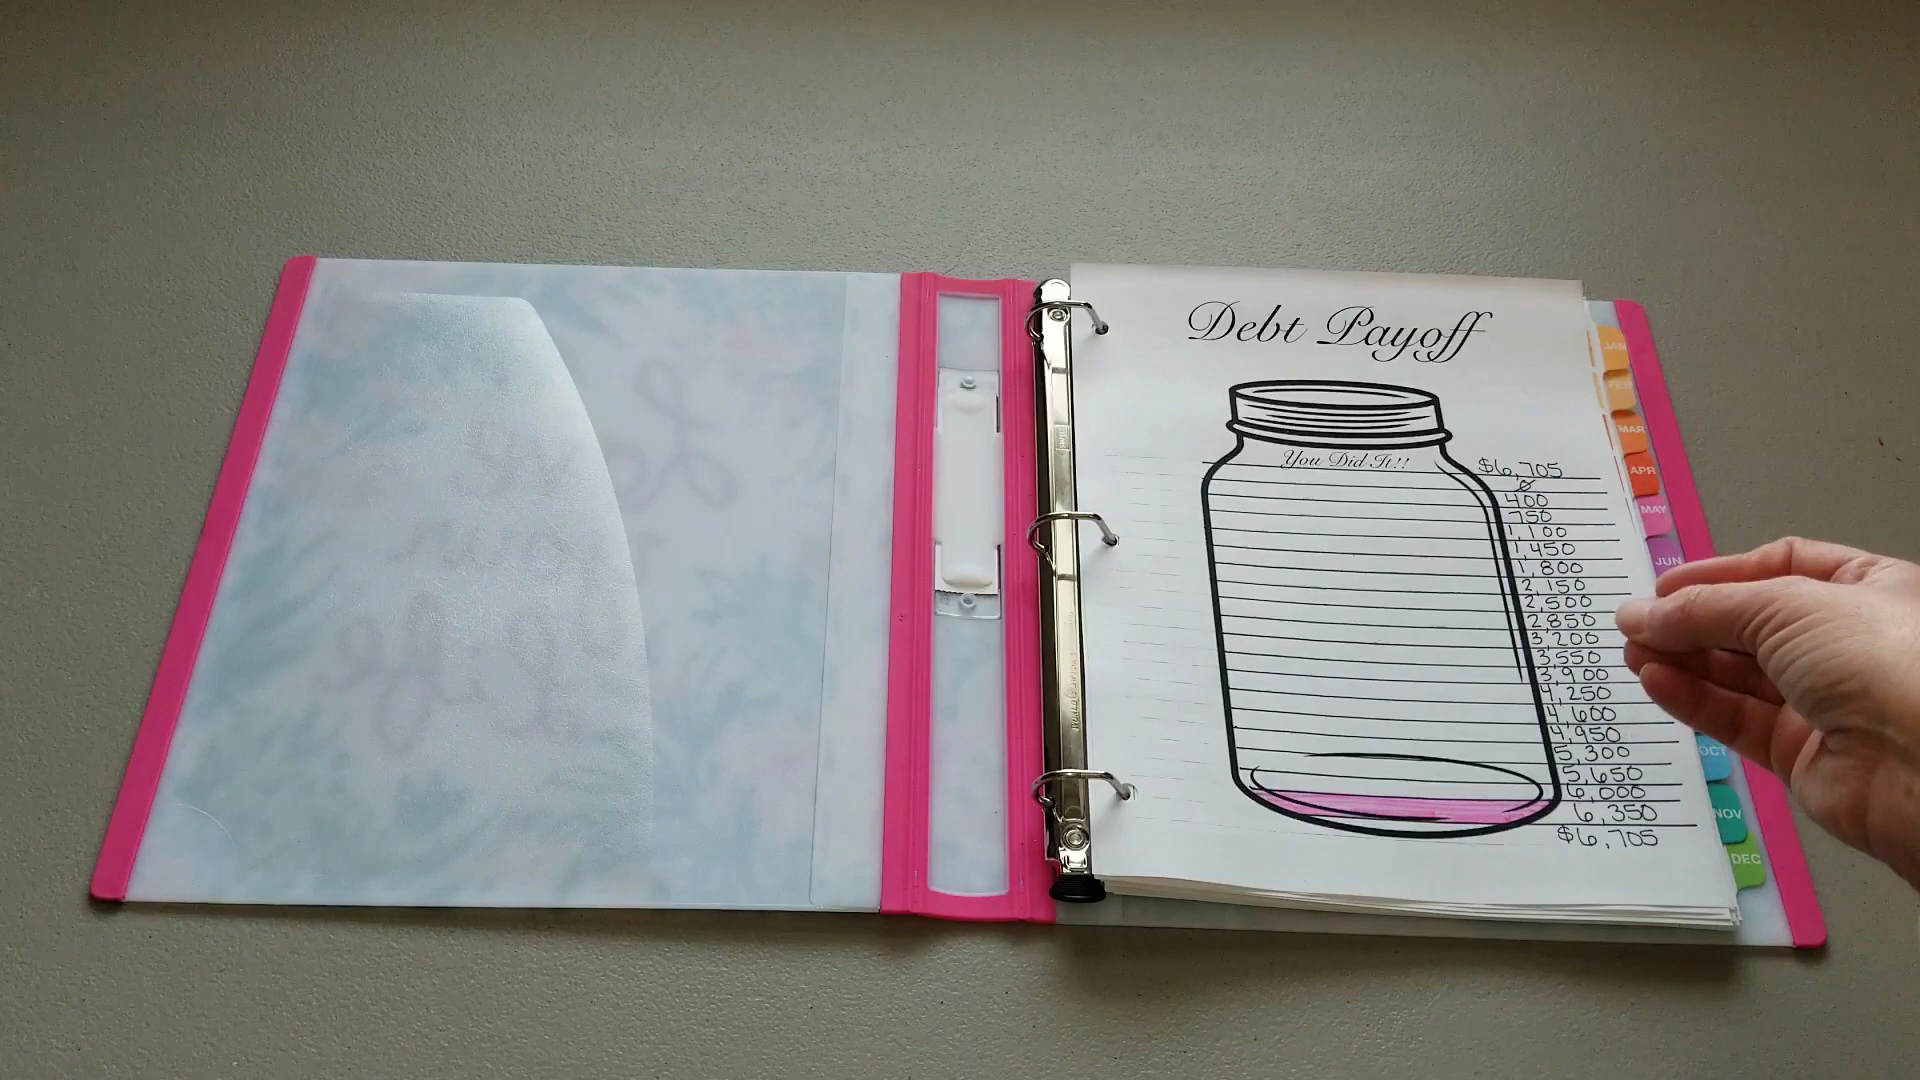 Debt Payoff
You Did It!!
$6,705
0
400
750
1,100
1,450
1,800
2,150
2,500
2,850
3,200
3,550
3,900
4,250
4,600
4,950
5,300
5,650
6,000
6,350
$6,705
JAN
FEB
MAR
APR
MAY
JUN
OCT
NOV
DEC